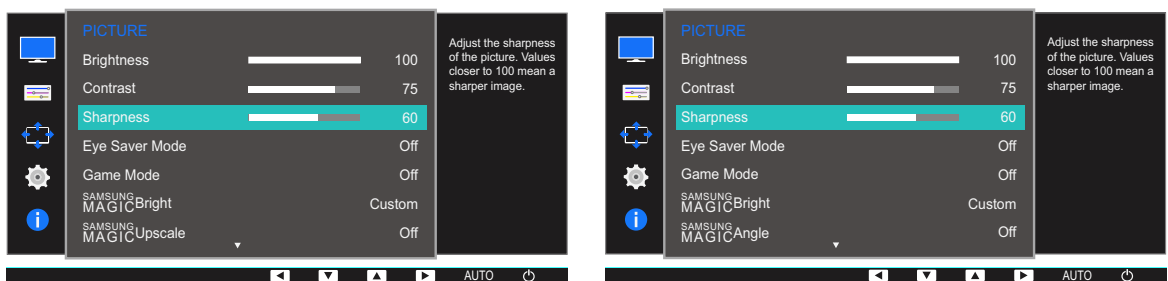 PICTURE
Brightness 100
Contrast 75
Sharpness 60
Eye Saver Mode Off
Game Mode Off
SAMSUNG
MAGICBright Custom
SAMSUNG
MAGICUpscale Off
Adjust the sharpness
of the picture. Values
closer to 100 mean a
sharper image.
i
AUTO
PICTURE
Brightness 100
Contrast 75
Sharpness 60
Eye Saver Mode Off
Game Mode Off
SAMSUNG
MAGICBright Custom
SAMSUNG
MAGICAngle Off
Adjust the sharpness
of the picture. Values
closer to 100 mean a
sharper image.
i
AUTO